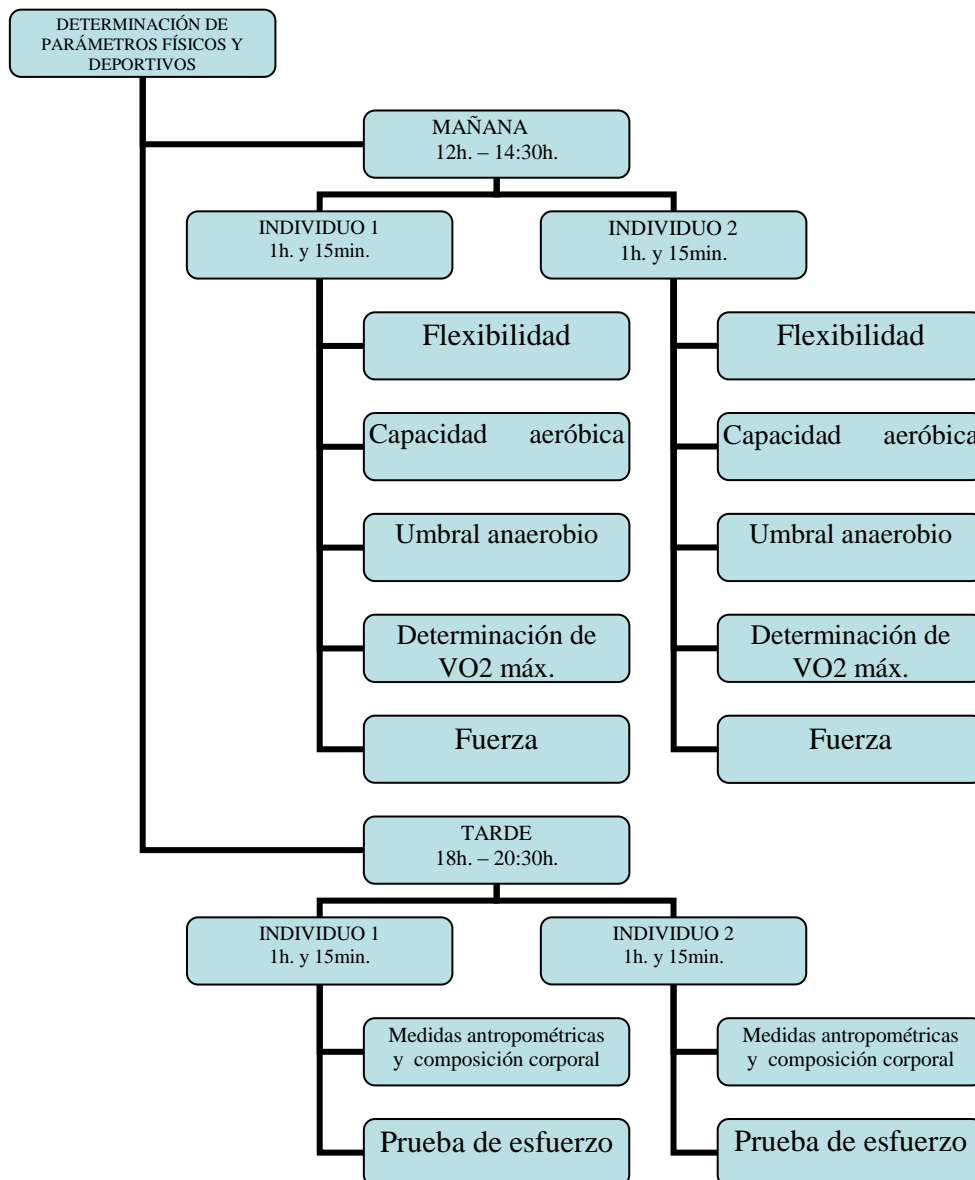 DETERMINACIÓN DE
PARÁMETROS FÍSICOS Y
DEPORTIVOS
MAÑANA
12h. – 14:30h.
INDIVIDUO 1
1h. y 15min.
INDIVIDUO 2
1h. y 15min.
Flexibilidad
Flexibilidad
Capacidad aeróbica
Capacidad aeróbica
Umbral anaerobio
Umbral anaerobio
Determinación de
VO2 máx.
Determinación de
VO2 máx.
Fuerza
Fuerza
TARDE
18h. – 20:30h.
INDIVIDUO 1
1h. y 15min.
INDIVIDUO 2
1h. y 15min.
Medidas antropométricas
y composición corporal
Medidas antropométricas
y composición corporal
Prueba de esfuerzo
Prueba de esfuerzo